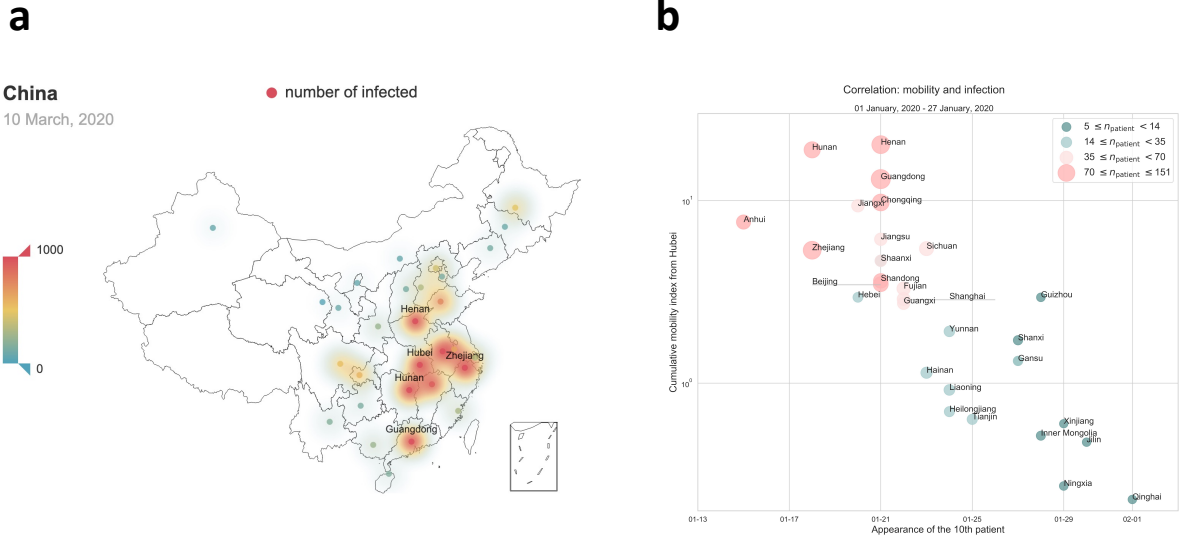 a
b
China
10 March, 2020
number of infected
1000
0
Henan
Hubei
Zhejiang
Hunan
Guangdong
Correlation: mobility and infection
01 January, 2020 - 27 January, 2020
5 ≤ n_patient < 14
14 ≤ n_patient < 35
35 ≤ n_patient < 70
70 ≤ n_patient ≤ 151
Cumulative mobility index from Hubei
10¹
10⁰
Hunan
Henan
Guangdong
Jiangxi
Chongqing
Anhui
Jiangsu
Zhejiang
Sichuan
Shaanxi
Beijing
Shandong
Fujian
Hebei
Guangxi
Shanghai
Guizhou
Yunnan
Shanxi
Gansu
Hainan
Liaoning
Heilongjiang
Tianjin
Xinjiang
Inner Mongolia
Jilin
Ningxia
Qinghai
01-13
01-17
01-21
01-25
01-29
02-01
Appearance of the 10th patient